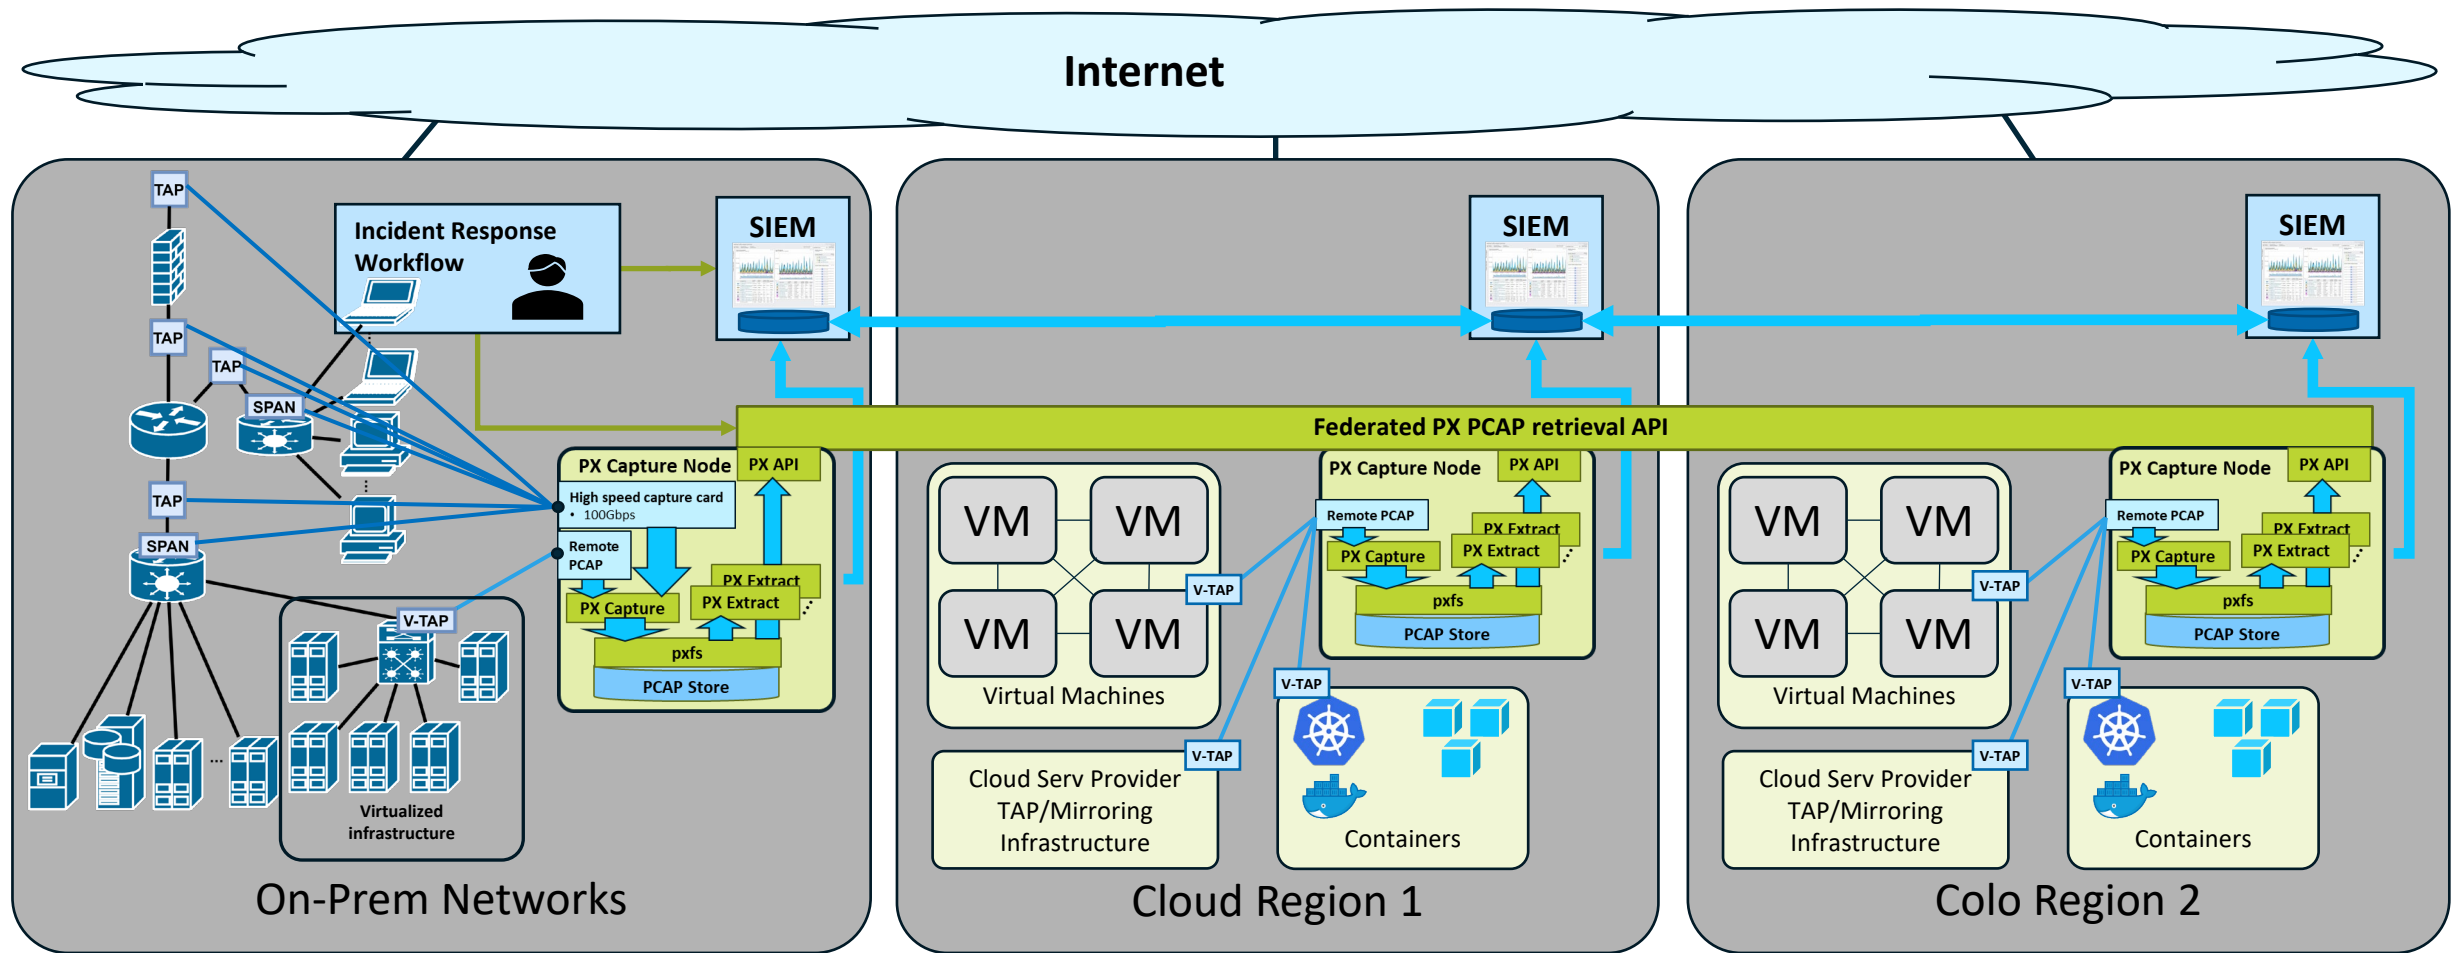 Internet
TAP
Incident Response
Workflow
SIEM
TAP
TAP
SPAN
TAP
SPAN
V-TAP
...
Virtualized
infrastructure
PX Capture Node
PX API
High speed capture card
• 100Gbps
Remote
PCAP
PX Extract
PX Capture
PX Extract
pxfs
PCAP Store
On-Prem Networks
Federated PX PCAP retrieval API
SIEM
VM
VM
VM
VM
Virtual Machines
V-TAP
PX Capture Node
PX API
Remote PCAP
PX Extract
PX Capture
PX Extract
pxfs
PCAP Store
V-TAP
V-TAP
Cloud Serv Provider
TAP/Mirroring
Infrastructure
Containers
Cloud Region 1
SIEM
VM
VM
VM
VM
Virtual Machines
V-TAP
PX Capture Node
PX API
Remote PCAP
PX Extract
PX Capture
PX Extract
pxfs
PCAP Store
V-TAP
V-TAP
Cloud Serv Provider
TAP/Mirroring
Infrastructure
Containers
Colo Region 2